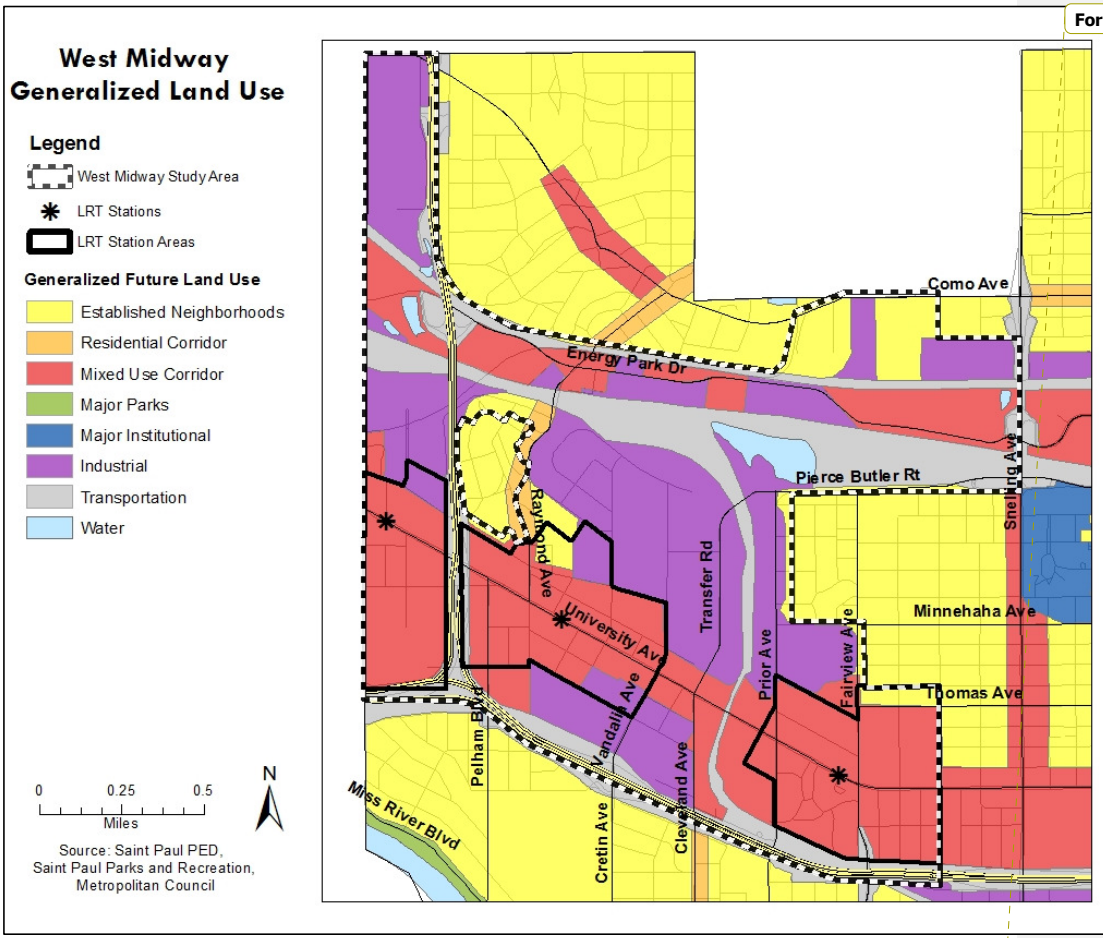 For
West Midway
Generalized Land Use
Legend
West Midway Study Area
LRT Stations
LRT Station Areas
Generalized Future Land Use
Established Neighborhoods
Residential Corridor
Mixed Use Corridor
Major Parks
Major Institutional
Industrial
Transportation
Water
Como Ave
Energy Park Dr
Pierce Butler Rt
Snelling Ave
Raymond Ave
Transfer Rd
University Ave
Minnehaha Ave
Prior Ave
Fairview Ave
Thomas Ave
Pelham Blvd
Vandalia Ave
Cleveland Ave
Cretin Ave
Miss River Blvd
N
0 0.25 0.5
Miles
Source: Saint Paul PED,
Saint Paul Parks and Recreation,
Metropolitan Council